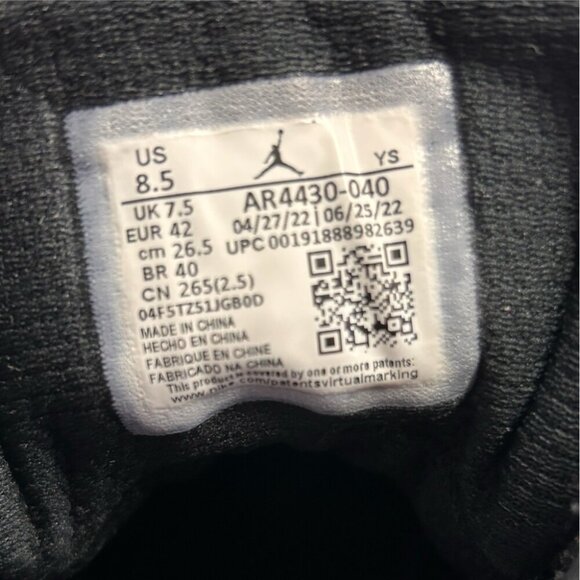 US
8.5
YS
UK 7.5
AR4430-040
EUR 42
04/27/22 | 06/25/22
cm 26.5
UPC 00191888982639
BR 40
CN 265(2.5)
04F5TZ51JGB0D
MADE IN CHINA
HECHO EN CHINA
FABRIQUE EN CHINE
FABRICADO NA CHINA
This product is covered by one or more patents:
www.nike.com/patentsvirtualmarking